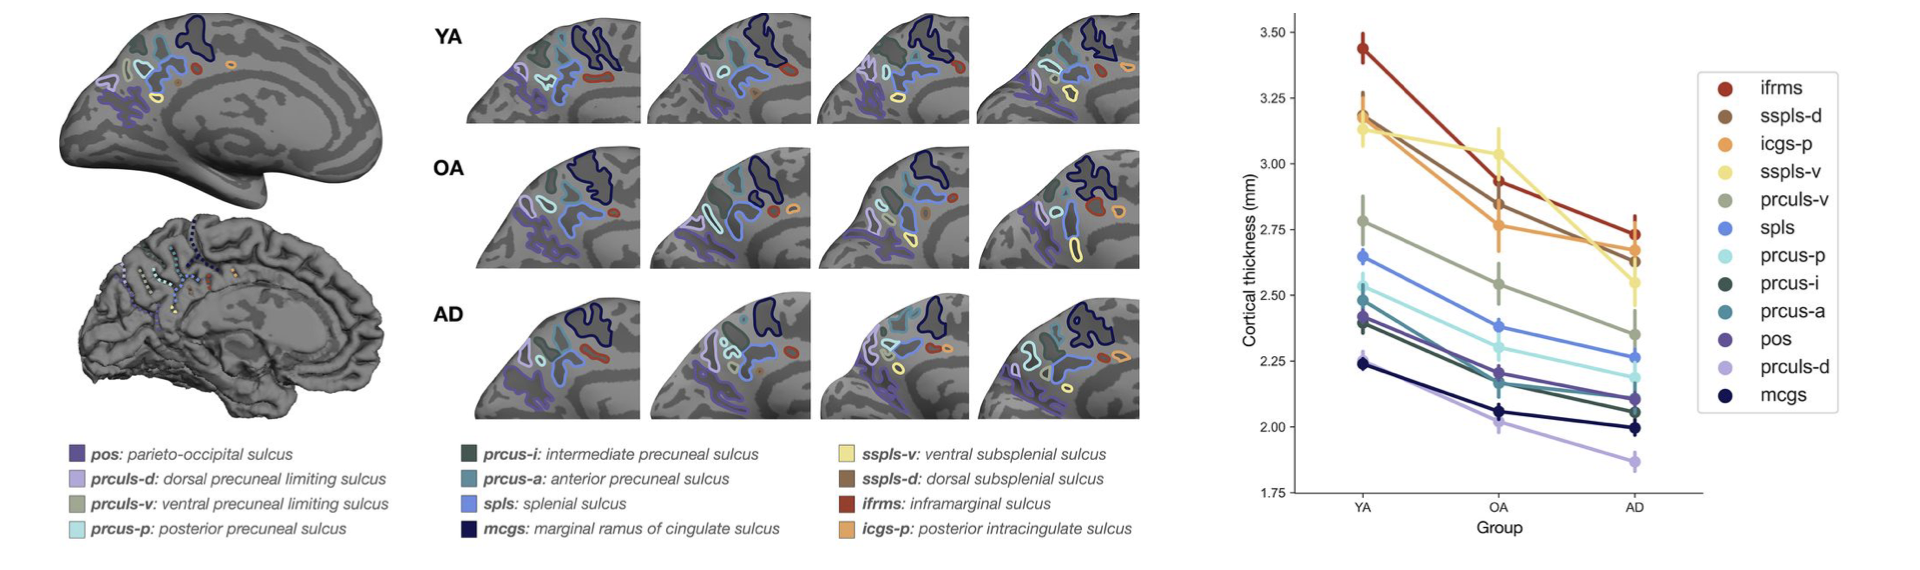 YA
OA
AD
pos: parieto-occipital sulcus
prculs-d: dorsal precuneal limiting sulcus
prculs-v: ventral precuneal limiting sulcus
prcus-p: posterior precuneal sulcus
prcus-i: intermediate precuneal sulcus
prcus-a: anterior precuneal sulcus
spls: splenial sulcus
mcgs: marginal ramus of cingulate sulcus
sspls-v: ventral subsplenial sulcus
sspls-d: dorsal subsplenial sulcus
ifrms: inframarginal sulcus
icgs-p: posterior intracingulate sulcus
Cortical thickness (mm)
3.50
3.25
3.00
2.75
2.50
2.25
2.00
1.75
YA OA AD
Group
ifrms
sspls-d
icgs-p
sspls-v
prculs-v
spls
prcus-p
prcus-i
prcus-a
pos
prculs-d
mcgs